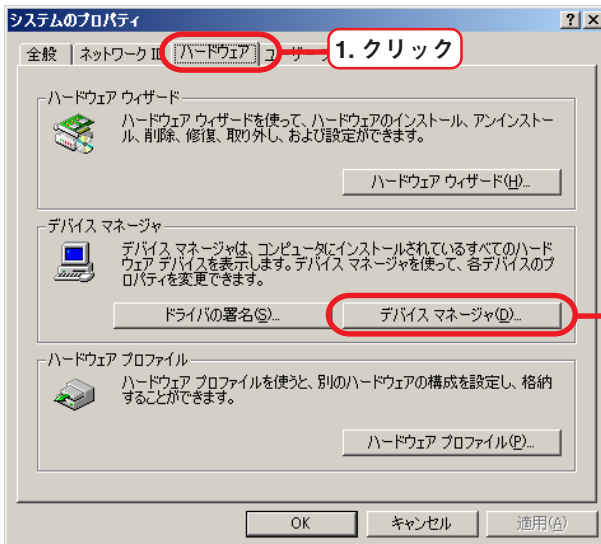 システムのプロパティ
全般 ネットワーク ID ハードウェア
1. クリック
ハードウェア ウィザード
ハードウェア ウィザードを使って、ハードウェアのインストール、アンインストー
ル、削除、修復、取り外し、および設定ができます。
ハードウェア ウィザード(H)...
デバイス マネージャ
デバイス マネージャは、コンピュータにインストールされているすべてのハード
ウェア デバイスを表示します。デバイス マネージャを使って、各デバイスのプ
ロパティを変更できます。
ドライバの署名(S)... デバイス マネージャ(D)...
ハードウェア プロファイル
ハードウェア プロファイルを使うと、別のハードウェアの構成を設定し、格納
することができます。
ハードウェア プロファイル(P)...
OK キャンセル 適用(A)